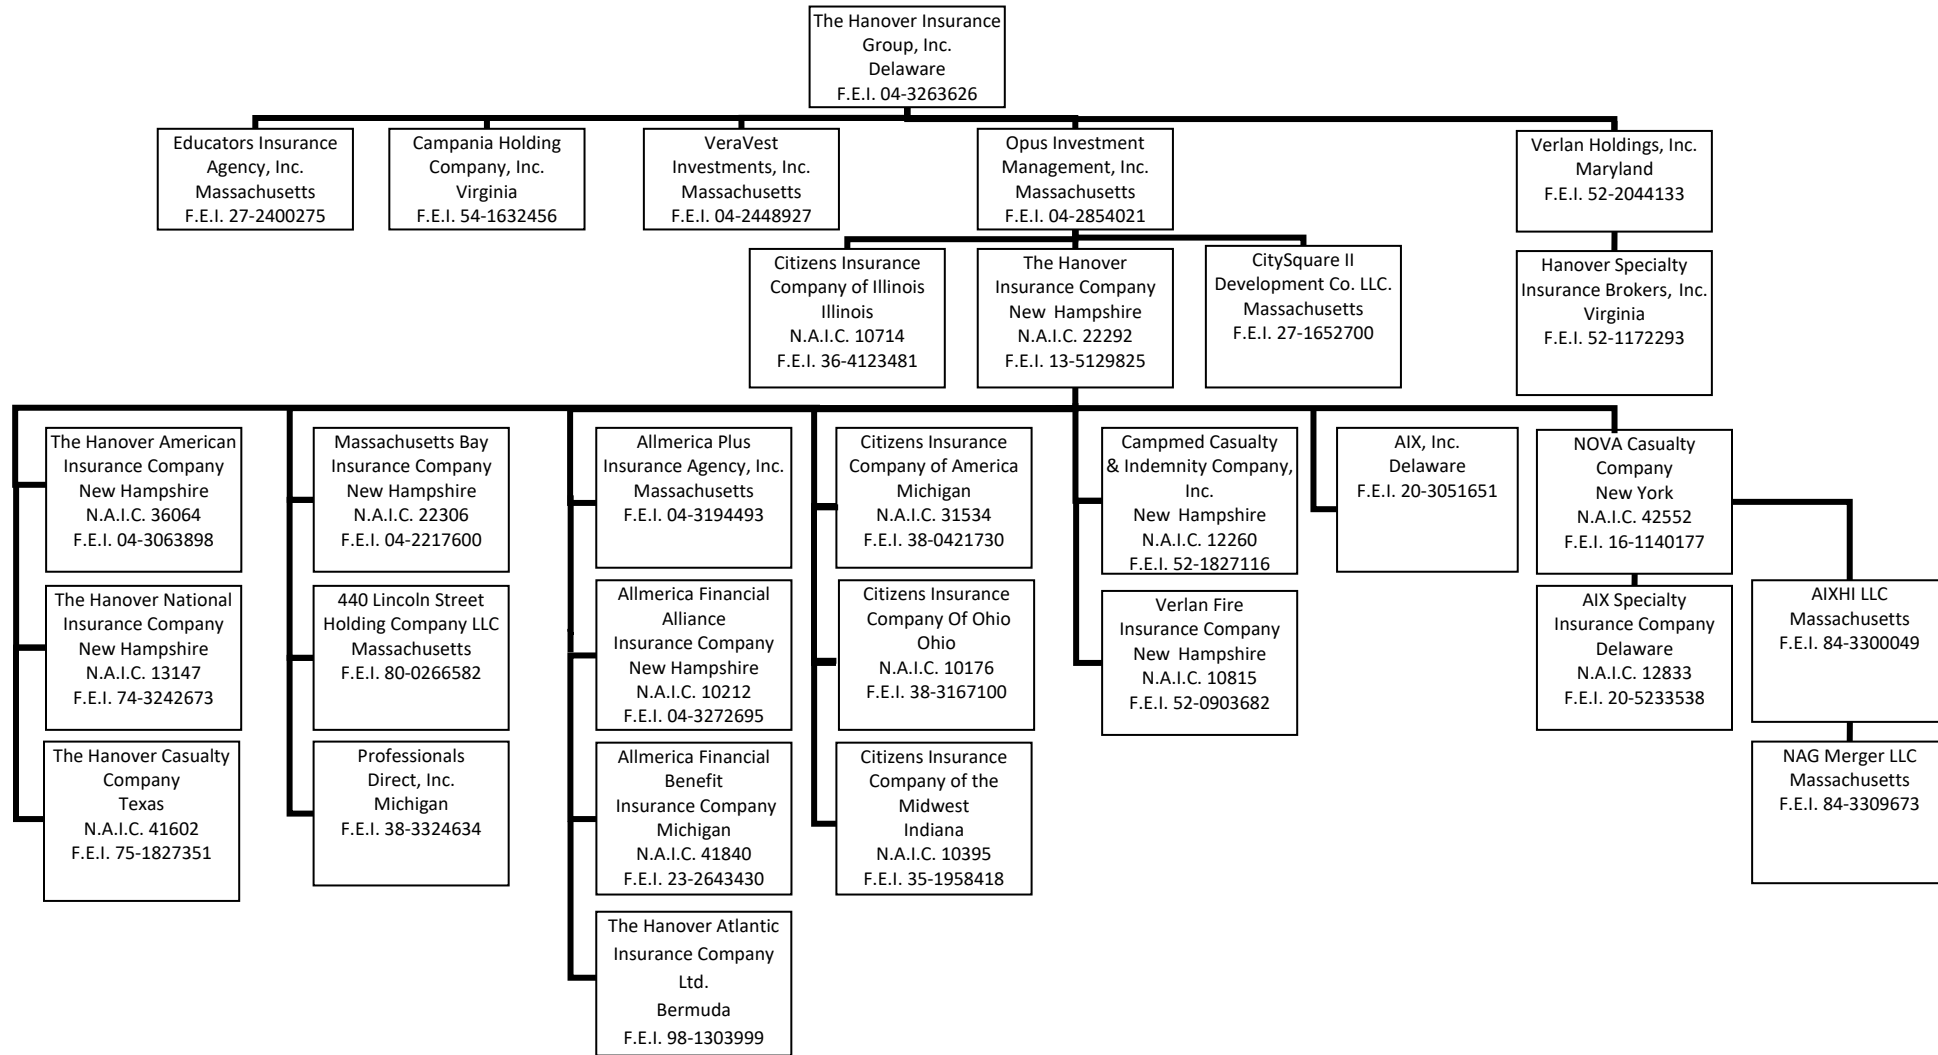 The Hanover Insurance
Group, Inc.
Delaware
F.E.I. 04-3263626
Educators Insurance
Agency, Inc.
Massachusetts
F.E.I. 27-2400275
Campania Holding
Company, Inc.
Virginia
F.E.I. 54-1632456
VeraVest
Investments, Inc.
Massachusetts
F.E.I. 04-2448927
Opus Investment
Management, Inc.
Massachusetts
F.E.I. 04-2854021
Verlan Holdings, Inc.
Maryland
F.E.I. 52-2044133
Citizens Insurance
Company of Illinois
Illinois
N.A.I.C. 10714
F.E.I. 36-4123481
The Hanover
Insurance Company
New Hampshire
N.A.I.C. 22292
F.E.I. 13-5129825
CitySquare II
Development Co. LLC.
Massachusetts
F.E.I. 27-1652700
Hanover Specialty
Insurance Brokers, Inc.
Virginia
F.E.I. 52-1172293
The Hanover American
Insurance Company
New Hampshire
N.A.I.C. 36064
F.E.I. 04-3063898
Massachusetts Bay
Insurance Company
New Hampshire
N.A.I.C. 22306
F.E.I. 04-2217600
Allmerica Plus
Insurance Agency, Inc.
Massachusetts
F.E.I. 04-3194493
Citizens Insurance
Company of America
Michigan
N.A.I.C. 31534
F.E.I. 38-0421730
Campmed Casualty
& Indemnity Company,
Inc.
New Hampshire
N.A.I.C. 12260
F.E.I. 52-1827116
AIX, Inc.
Delaware
F.E.I. 20-3051651
NOVA Casualty
Company
New York
N.A.I.C. 42552
F.E.I. 16-1140177
The Hanover National
Insurance Company
New Hampshire
N.A.I.C. 13147
F.E.I. 74-3242673
440 Lincoln Street
Holding Company LLC
Massachusetts
F.E.I. 80-0266582
Allmerica Financial
Alliance
Insurance Company
New Hampshire
N.A.I.C. 10212
F.E.I. 04-3272695
Citizens Insurance
Company Of Ohio
Ohio
N.A.I.C. 10176
F.E.I. 38-3167100
Verlan Fire
Insurance Company
New Hampshire
N.A.I.C. 10815
F.E.I. 52-0903682
AIX Specialty
Insurance Company
Delaware
N.A.I.C. 12833
F.E.I. 20-5233538
AIXHI LLC
Massachusetts
F.E.I. 84-3300049
The Hanover Casualty
Company
Texas
N.A.I.C. 41602
F.E.I. 75-1827351
Professionals
Direct, Inc.
Michigan
F.E.I. 38-3324634
Allmerica Financial
Benefit
Insurance Company
Michigan
N.A.I.C. 41840
F.E.I. 23-2643430
Citizens Insurance
Company of the
Midwest
Indiana
N.A.I.C. 10395
F.E.I. 35-1958418
NAG Merger LLC
Massachusetts
F.E.I. 84-3309673
The Hanover Atlantic
Insurance Company
Ltd.
Bermuda
F.E.I. 98-1303999